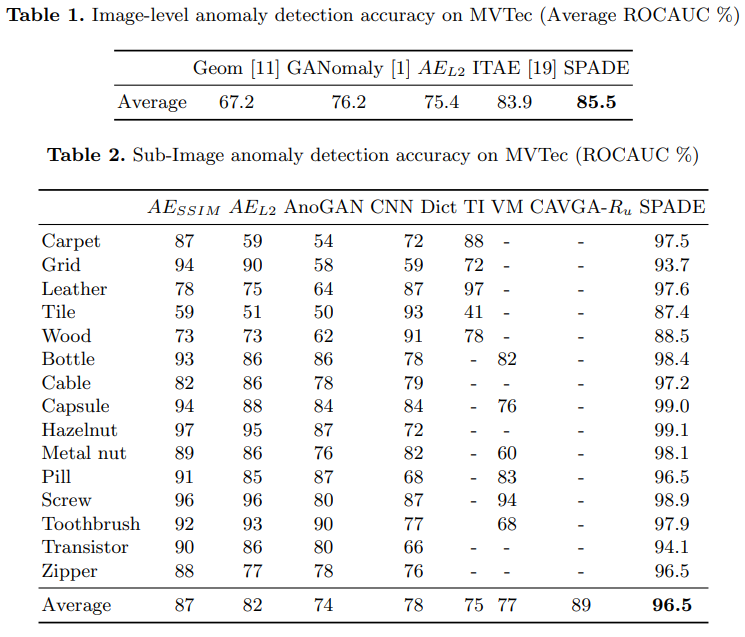 Table 1. Image-level anomaly detection accuracy on MVTec (Average ROCAUC %)
Geom [11] GANomaly [1] AE_{L2} ITAE [19] SPADE
Average 67.2 76.2 75.4 83.9 85.5
Table 2. Sub-Image anomaly detection accuracy on MVTec (ROCAUC %)
AE_{SSIM} AE_{L2} AnoGAN CNN Dict TI VM CAVGA-R_u SPADE
Carpet 87 59 54 72 88 - - 97.5
Grid 94 90 58 59 72 - - 93.7
Leather 78 75 64 87 97 - - 97.6
Tile 59 51 50 93 41 - - 87.4
Wood 73 73 62 91 78 - - 88.5
Bottle 93 86 86 78 - 82 - 98.4
Cable 82 86 78 79 - - - 97.2
Capsule 94 88 84 84 - 76 - 99.0
Hazelnut 97 95 87 72 - - - 99.1
Metal nut 89 86 76 82 - 60 - 98.1
Pill 91 85 87 68 - 83 - 96.5
Screw 96 96 80 87 - 94 - 98.9
Toothbrush 92 93 90 77 68 - 97.9
Transistor 90 86 80 66 - - - 94.1
Zipper 88 77 78 76 - - - 96.5
Average 87 82 74 78 75 77 89 96.5